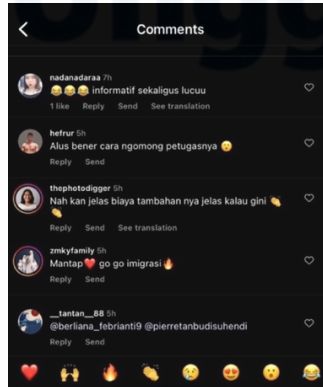 Comments
nadanadaraa 7h
😂😂😂 informatif sekaligus lucuu
1 like Reply Send See translation
hefrur 5h
Alus bener cara ngomong petugasnya 😮
Reply Send
thephotodigger 5h
Nah kan jelas biaya tambahan nya jelas kalau gini 👏
👏
Reply Send See translation
zmkyfamily 5h
Mantap❤️ go go imigrasi🔥
Reply Send
__tantan__88 5h
@berliana_febrianti9 @pierretanbudisuhendi
Reply Send